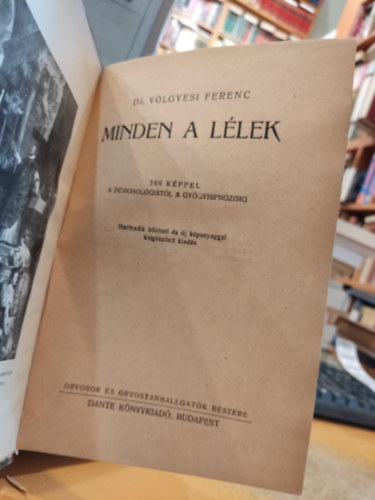 Dr. VÖLGYESI FERENC
MINDEN A LÉLEK
KÉPPEL
A DÉMONOLÓGIÁTÓL A GYÓGYHIPNÓZISIG
Harmadik bővített és új képanyaggal
kiegészített kiadás
ORVOSOK ÉS ORVOSTANHALLGATÓK RÉSZÉRE
DANTE KÖNYVKIADÓ, BUDAPEST